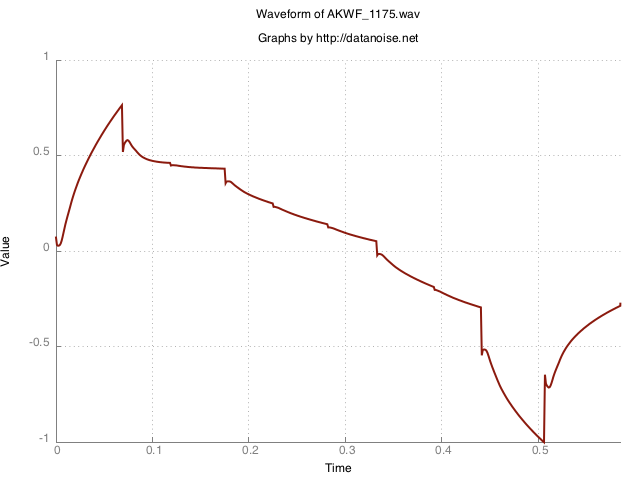 Waveform of AKWF_1175.wav
Graphs by http://datanoise.net
1
0.5
0
-0.5
-1
Value
0 0.1 0.2 0.3 0.4 0.5
Time